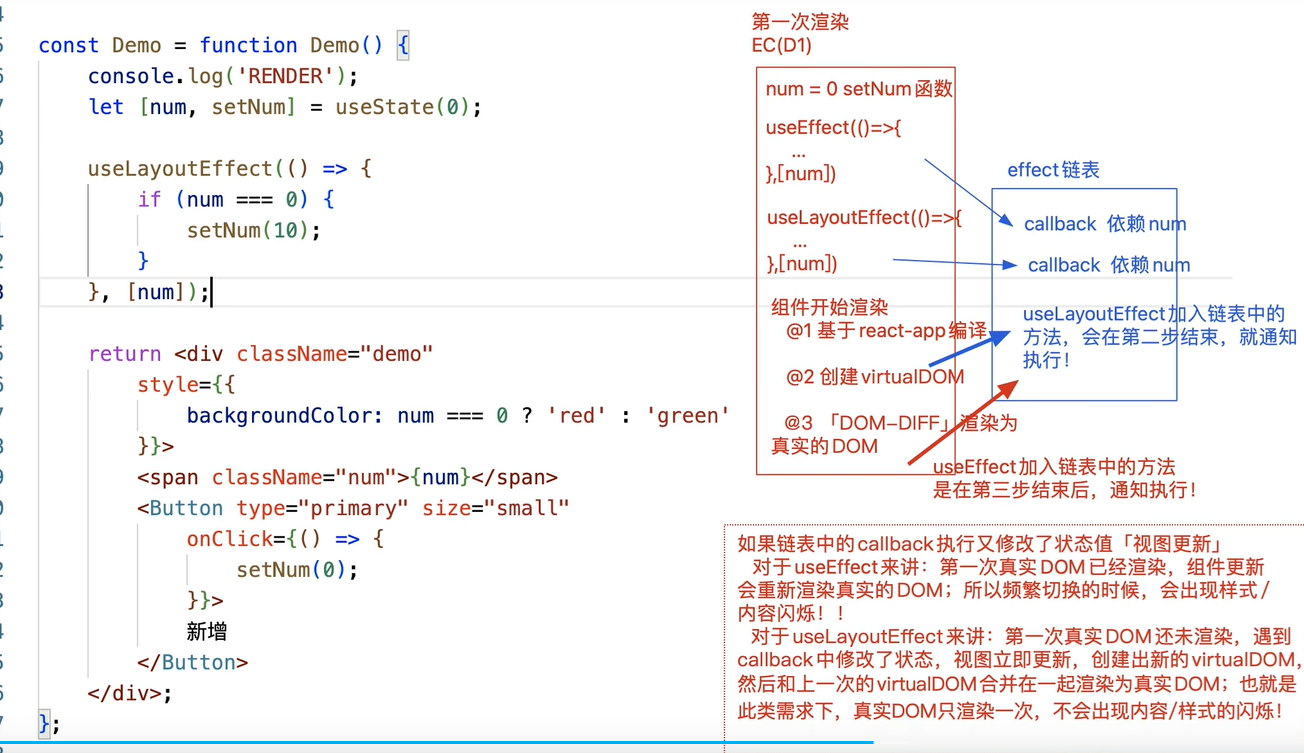 const Demo = function Demo() {
console.log('RENDER');
let [num, setNum] = useState(0);
useLayoutEffect(() => {
if (num === 0) {
setNum(10);
}
}, [num]);
return <div className="demo"
style={{
backgroundColor: num === 0 ? 'red' : 'green'
}}>
<span className="num">{num}</span>
<Button type="primary" size="small"
onClick={() => {
setNum(0);
}}>
新增
</Button>
</div>;
};
第一次渲染
EC(D1)
num = 0 setNum函数
useEffect(()=>{
...
},[num])
useLayoutEffect(()=>{
...
},[num])
组件开始渲染
@1 基于react-app编译
@2 创建virtualDOM
@3 「DOM-DIFF」渲染为
真实的DOM
effect链表
callback 依赖num
callback 依赖num
useLayoutEffect加入链表中的
方法，会在第二步结束，就通知
执行！
useEffect加入链表中的方法
是在第三步结束后，通知执行！
如果链表中的callback执行又修改了状态值「视图更新」
对于useEffect来讲：第一次真实DOM已经渲染，组件更新
会重新渲染真实的DOM；所以频繁切换的时候，会出现样式/
内容闪烁！！
对于useLayoutEffect来讲：第一次真实DOM还未渲染，遇到
callback中修改了状态，视图立即更新，创建出新的virtualDOM，
然后和上一次的virtualDOM合并在一起渲染为真实DOM；也就是
此类需求下，真实DOM只渲染一次，不会出现内容/样式的闪烁！